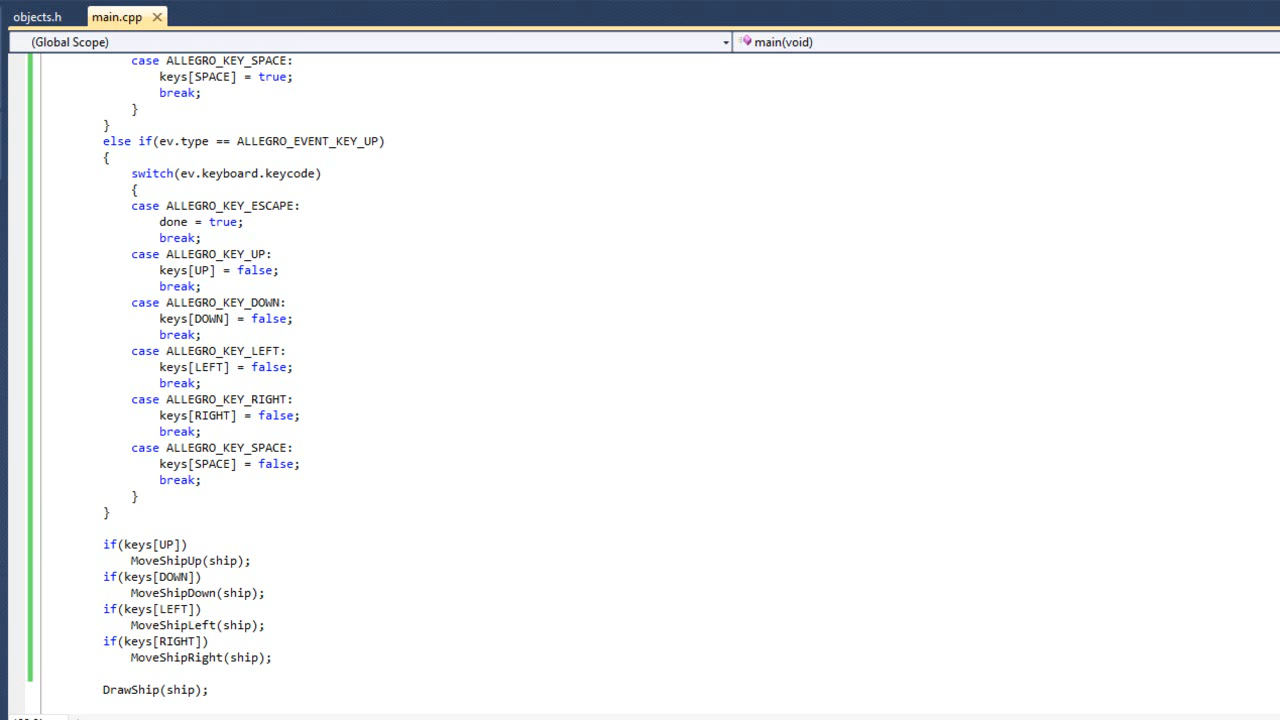 objects.h main.cpp
(Global Scope) main(void)
case ALLEGRO_KEY_SPACE:
keys[SPACE] = true;
break;
}
}
else if(ev.type == ALLEGRO_EVENT_KEY_UP)
{
switch(ev.keyboard.keycode)
{
case ALLEGRO_KEY_ESCAPE:
done = true;
break;
case ALLEGRO_KEY_UP:
keys[UP] = false;
break;
case ALLEGRO_KEY_DOWN:
keys[DOWN] = false;
break;
case ALLEGRO_KEY_LEFT:
keys[LEFT] = false;
break;
case ALLEGRO_KEY_RIGHT:
keys[RIGHT] = false;
break;
case ALLEGRO_KEY_SPACE:
keys[SPACE] = false;
break;
}
}
if(keys[UP])
MoveShipUp(ship);
if(keys[DOWN])
MoveShipDown(ship);
if(keys[LEFT])
MoveShipLeft(ship);
if(keys[RIGHT])
MoveShipRight(ship);
DrawShip(ship);